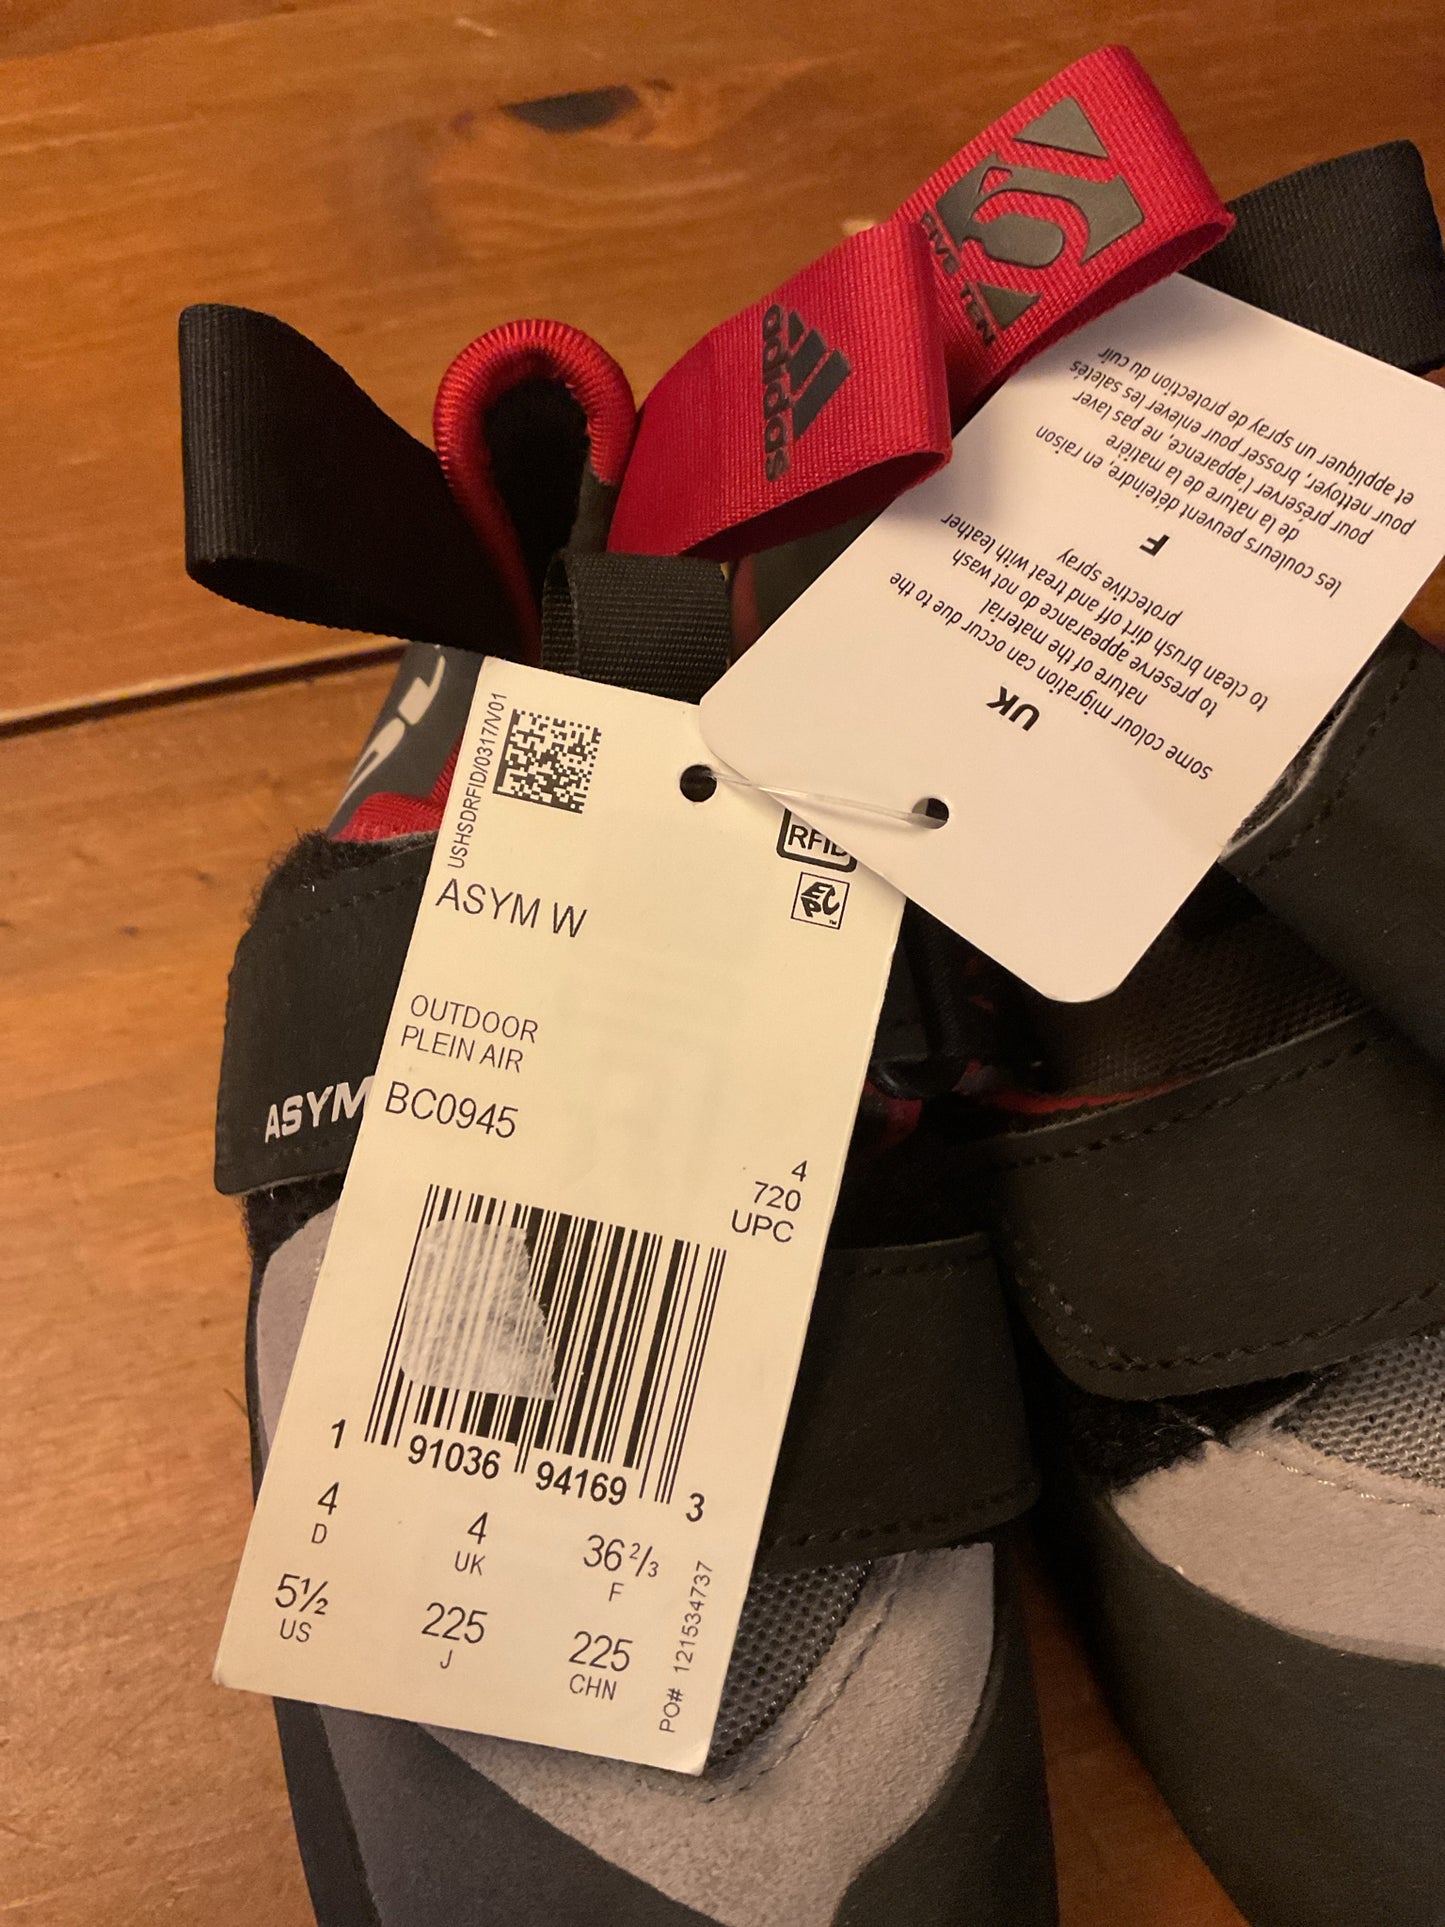 FIVE TEN
adidas
UK
some colour migration can occur due to the
nature of the material
to preserve appearance do not wash
to clean brush dirt off and treat with leather
protective spray
F
les couleurs peuvent déteindre, en raison
de la nature de la matière
pour préserver l'apparence, ne pas laver
pour nettoyer, brosser pour enlever les saletés
et appliquer un spray de protection du cuir
USHSDRFID/0317/V01
RFID
EPC
TM
ASYM W
OUTDOOR
PLEIN AIR
BC0945
ASYM
4
720
UPC
1 91036 94169 3
4 D
4 UK
36 2/3 F
5½ US
225 J
225 CHN
PO# 121534737